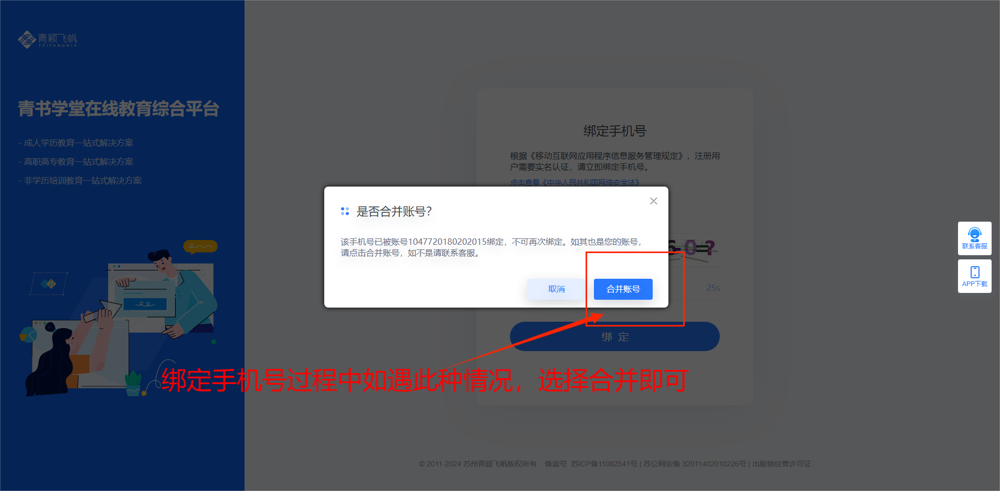 青颖飞帆
FEIFANUNIV
青书学堂在线教育综合平台
- 成人学历教育一站式解决方案
- 高职高专教育一站式解决方案
- 非学历培训教育一站式解决方案
绑定手机号
根据《移动互联网应用程序信息服务管理规定》，注册用
户需要实名认证，请立即绑定手机号。
点击查看《中华人民共和国网络安全法》
是否合并账号？
该手机号已被账号1047720180202015绑定，不可再次绑定。如其也是您的账号，
请点击合并账号，如不是请联系客服。
取消
合并账号
25s
绑 定
绑定手机号过程中如遇此种情况，选择合并即可
联系客服
APP下载
© 2011-2024 苏州青颖飞帆版权所有 备案号 苏ICP备11082541号 | 苏公网安备 32011402010226号 | 出版物经营许可证